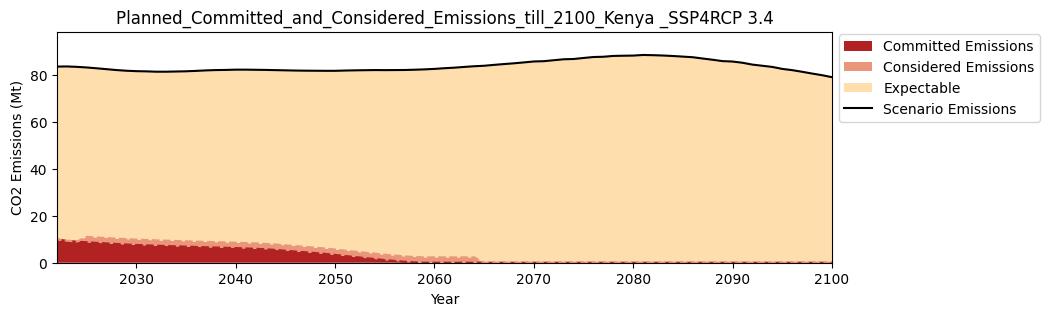 Planned_Committed_and_Considered_Emissions_till_2100_Kenya _SSP4RCP 3.4
Committed Emissions
Considered Emissions
Expectable
Scenario Emissions
CO2 Emissions (Mt)
80
60
40
20
0
2030 2040 2050 2060 2070 2080 2090 2100
Year